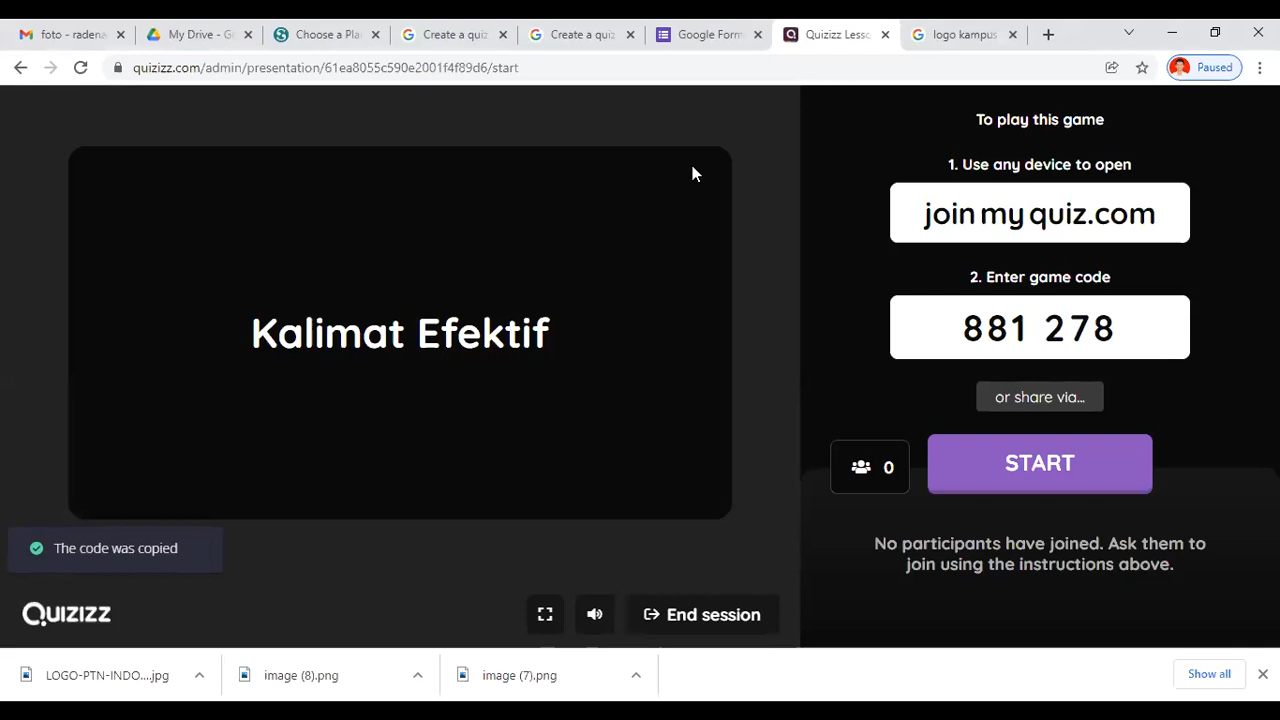 foto - radena
My Drive - G
Choose a Pla
Create a quiz
Create a quiz
Google Form
Quizizz Lesso
logo kampus
quizizz.com/admin/presentation/61ea8055c590e2001f4f89d6/start
Paused
Kalimat Efektif
The code was copied
Quizizz
End session
To play this game
1. Use any device to open
joinmyquiz.com
2. Enter game code
881 278
or share via...
0
START
No participants have joined. Ask them to
join using the instructions above.
LOGO-PTN-INDO....jpg
image (8).png
image (7).png
Show all